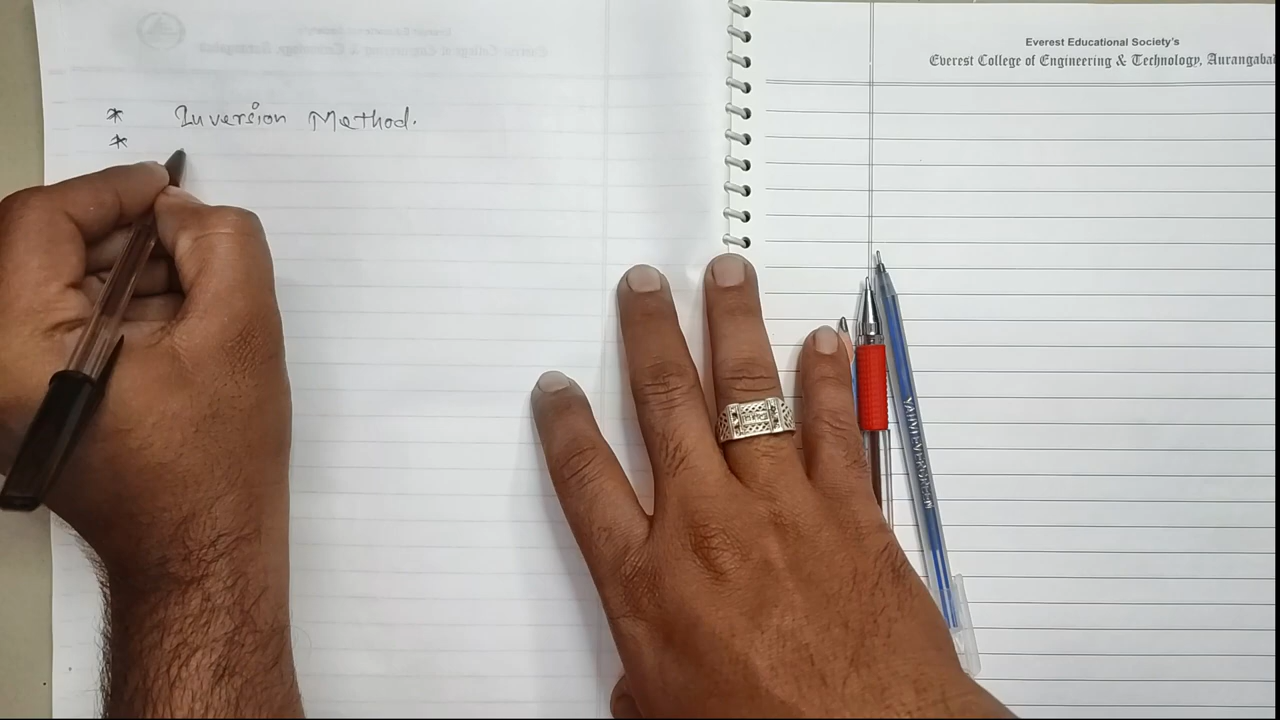 Everest Educational Society's
Everest College of Engineering & Technology, Aurangabad
* Inversion Method.
*